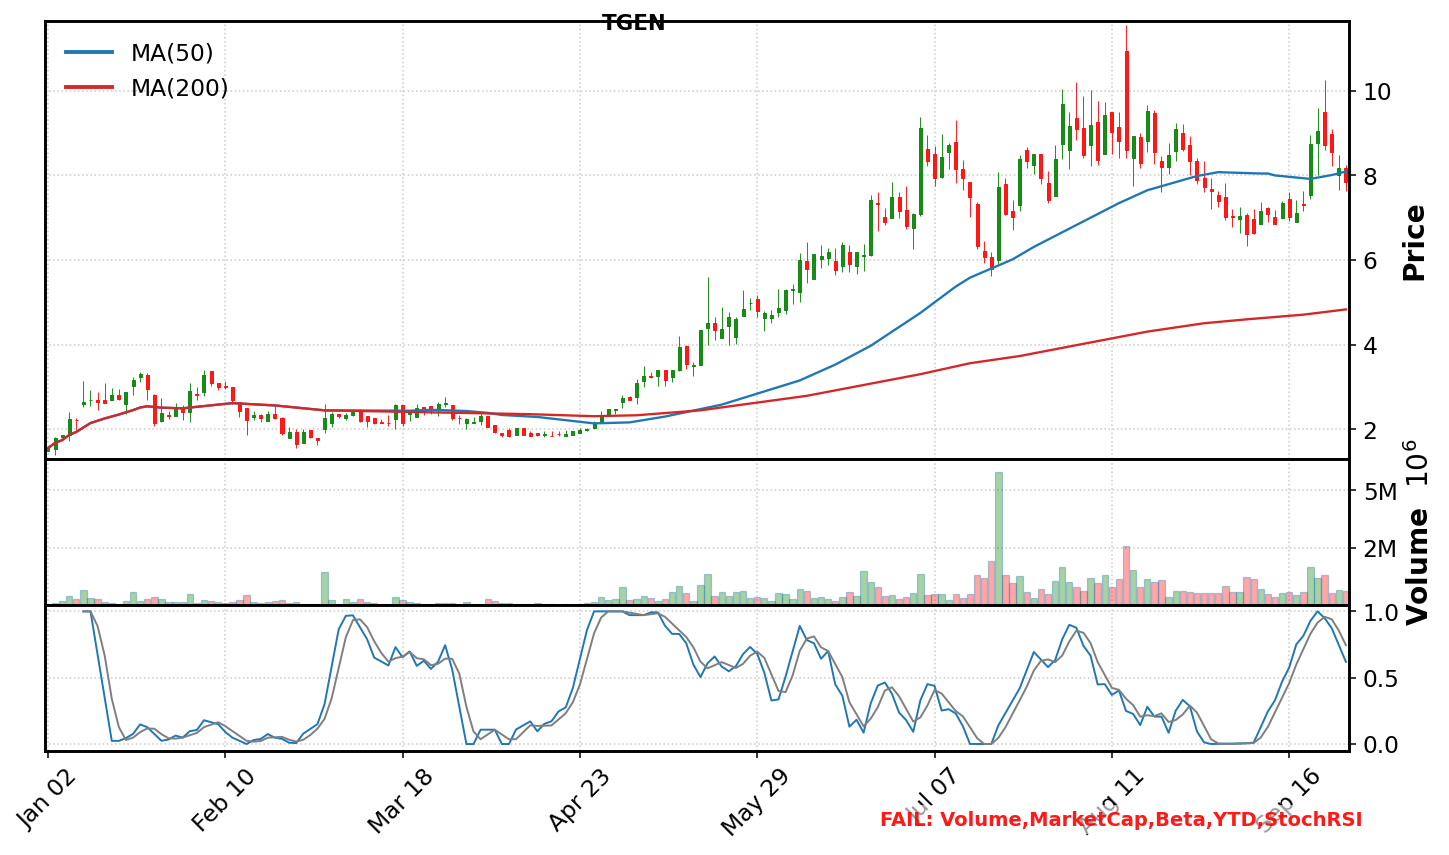 TGEN
MA(50)
MA(200)
10
8
6
4
2
Price
5M
2M
Volume 10⁶
1.0
0.5
0.0
Jan 02
Feb 10
Mar 18
Apr 23
May 29
Jul 07
Aug 11
Sep 16
FAIL: Volume,MarketCap,Beta,YTD,StochRSI